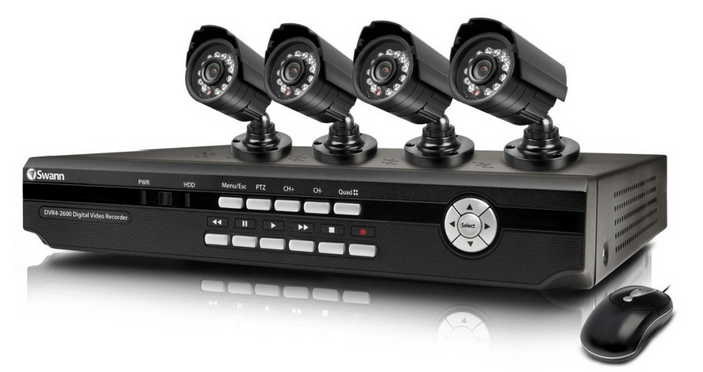 Swann
PWR HDD Menu/Esc PTZ CH+ CH- Quad
DVR4-2600 Digital Video Recorder
Select